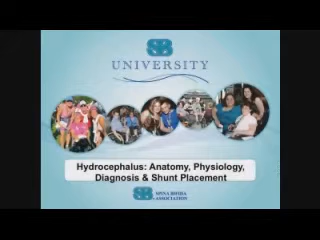 SB
UNIVERSITY
Hydrocephalus: Anatomy, Physiology,
Diagnosis & Shunt Placement
SB SPINA BIFIDA
ASSOCIATION